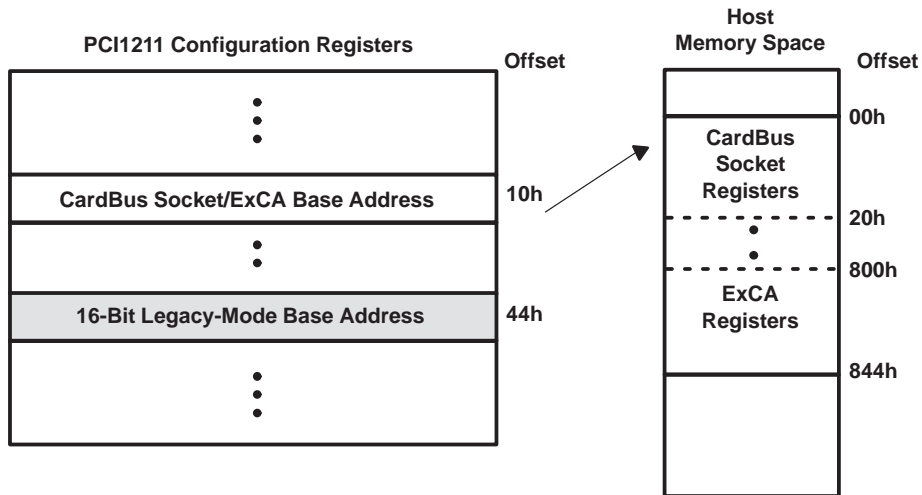 PCI1211 Configuration Registers
Offset
CardBus Socket/ExCA Base Address
10h
16-Bit Legacy-Mode Base Address
44h
Host
Memory Space
Offset
00h
CardBus
Socket
Registers
20h
800h
ExCA
Registers
844h